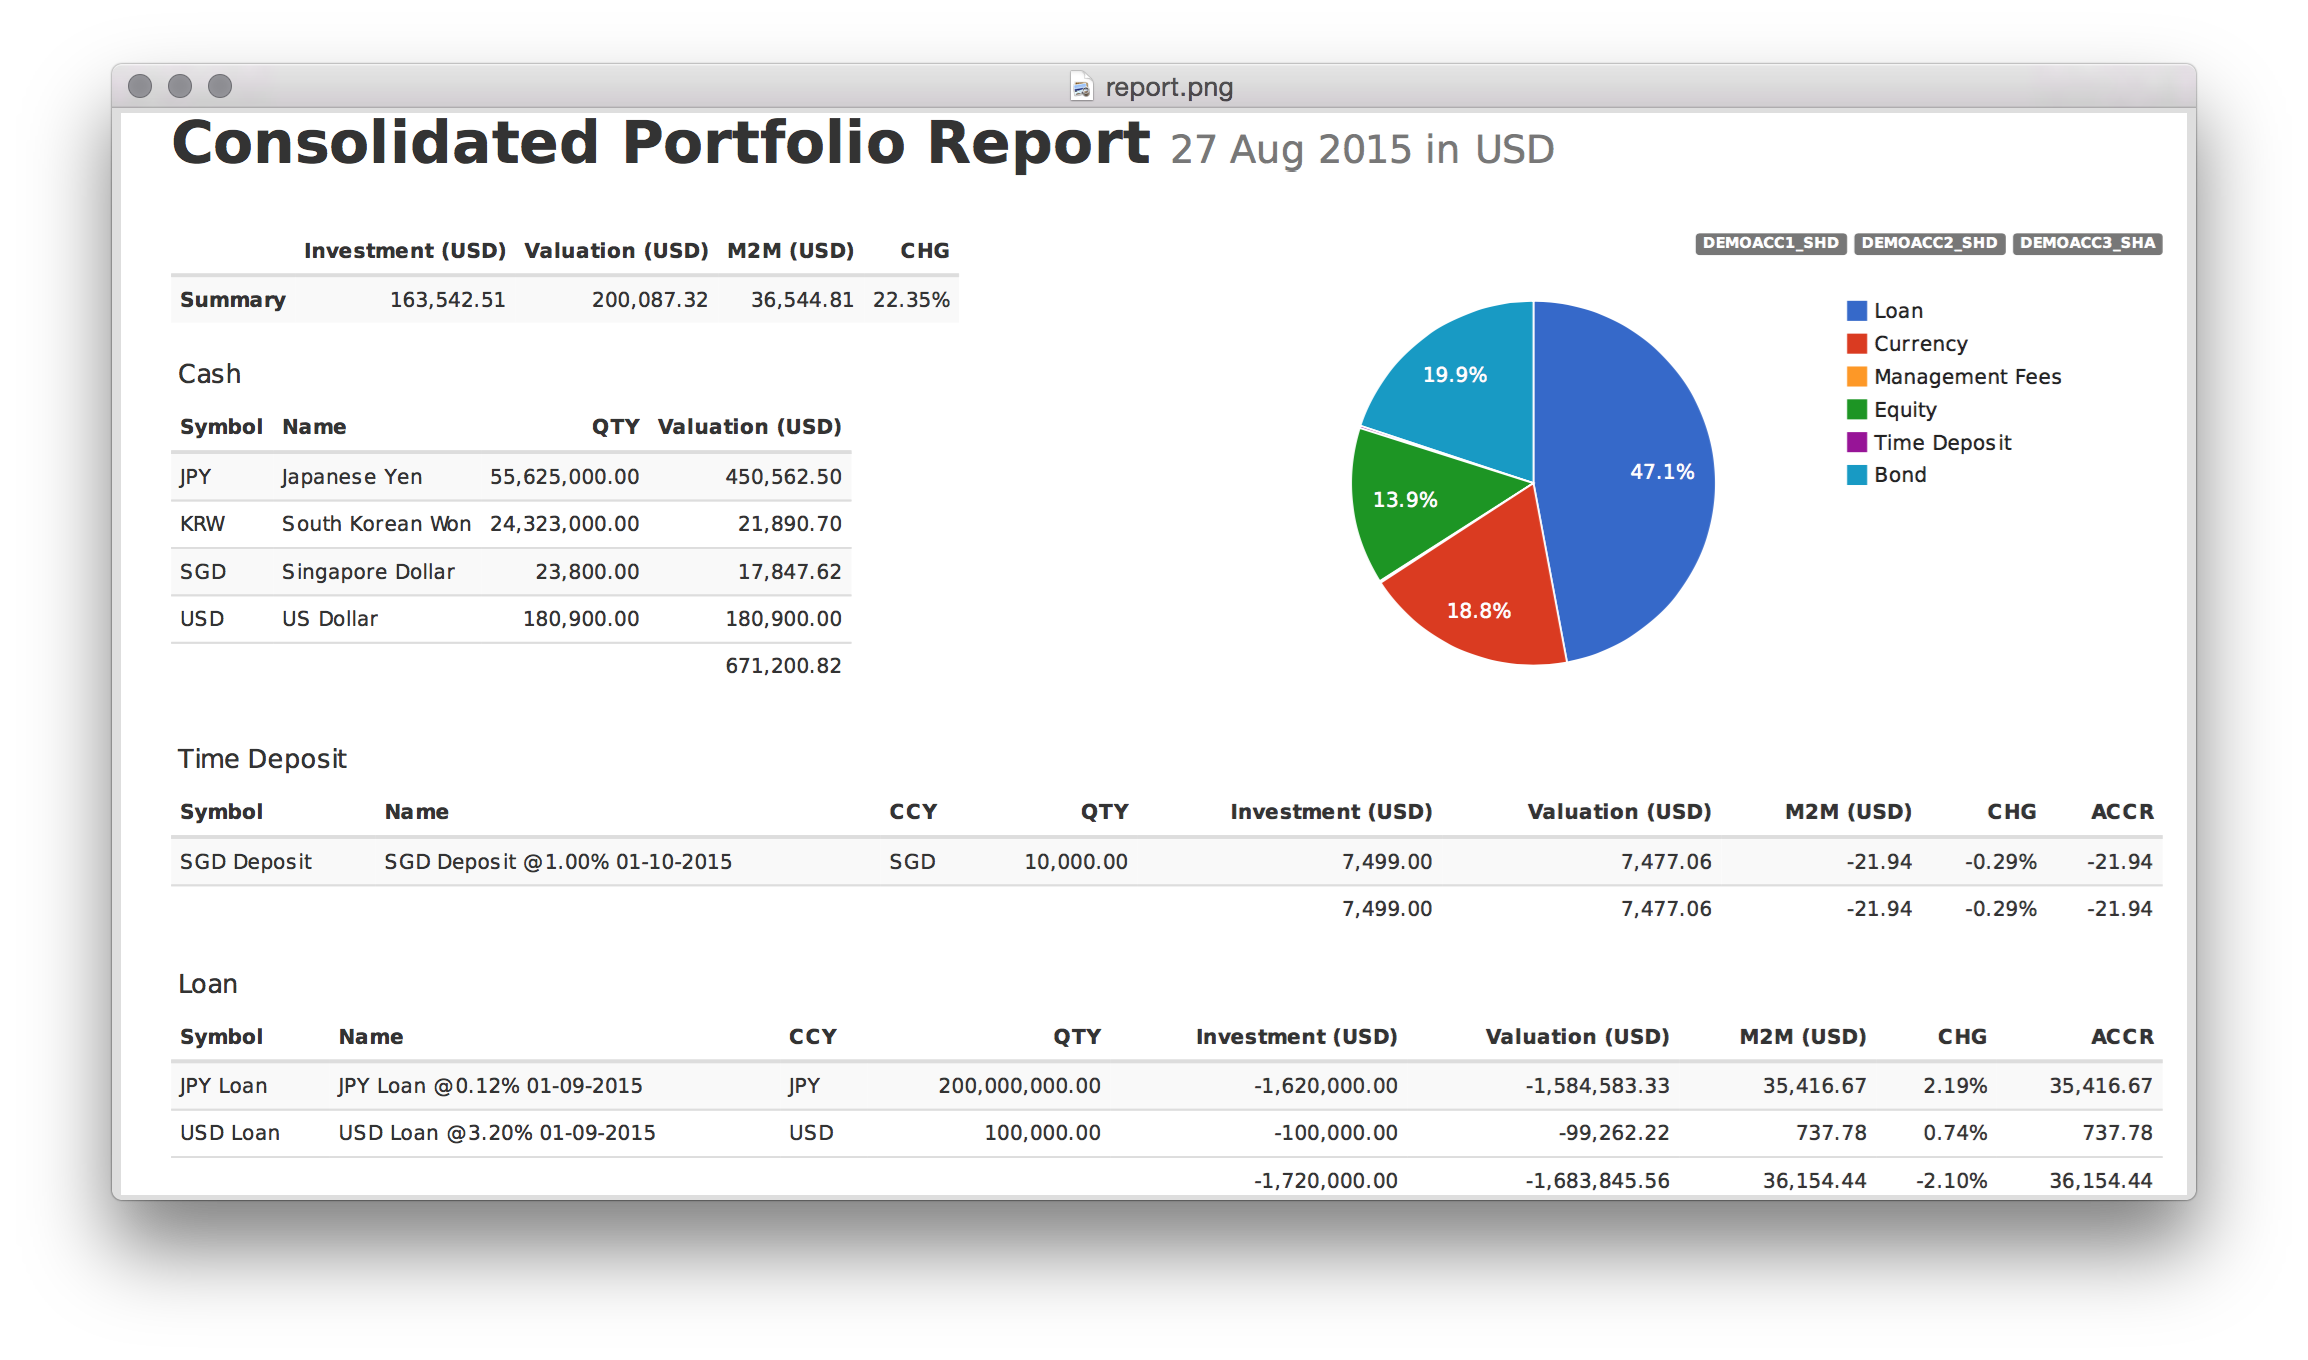 report.png
Consolidated Portfolio Report 27 Aug 2015 in USD
DEMOACC1_SHD DEMOACC2_SHD DEMOACC3_SHA
Investment (USD) Valuation (USD) M2M (USD) CHG
Summary 163,542.51 200,087.32 36,544.81 22.35%
Cash
Symbol Name QTY Valuation (USD)
JPY Japanese Yen 55,625,000.00 450,562.50
KRW South Korean Won 24,323,000.00 21,890.70
SGD Singapore Dollar 23,800.00 17,847.62
USD US Dollar 180,900.00 180,900.00
671,200.82
19.9%
47.1%
13.9%
18.8%
Loan
Currency
Management Fees
Equity
Time Deposit
Bond
Time Deposit
Symbol Name CCY QTY Investment (USD) Valuation (USD) M2M (USD) CHG ACCR
SGD Deposit SGD Deposit @1.00% 01-10-2015 SGD 10,000.00 7,499.00 7,477.06 -21.94 -0.29% -21.94
7,499.00 7,477.06 -21.94 -0.29% -21.94
Loan
Symbol Name CCY QTY Investment (USD) Valuation (USD) M2M (USD) CHG ACCR
JPY Loan JPY Loan @0.12% 01-09-2015 JPY 200,000,000.00 -1,620,000.00 -1,584,583.33 35,416.67 2.19% 35,416.67
USD Loan USD Loan @3.20% 01-09-2015 USD 100,000.00 -100,000.00 -99,262.22 737.78 0.74% 737.78
-1,720,000.00 -1,683,845.56 36,154.44 -2.10% 36,154.44